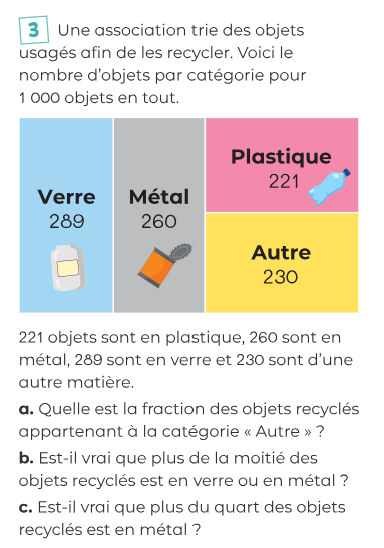 3 Une association trie des objets
usagés afin de les recycler. Voici le
nombre d'objets par catégorie pour
1 000 objets en tout.
Verre
289
Métal
260
Plastique
221
Autre
230
221 objets sont en plastique, 260 sont en
métal, 289 sont en verre et 230 sont d'une
autre matière.
a. Quelle est la fraction des objets recyclés
appartenant à la catégorie « Autre » ?
b. Est-il vrai que plus de la moitié des
objets recyclés est en verre ou en métal ?
c. Est-il vrai que plus du quart des objets
recyclés est en métal ?